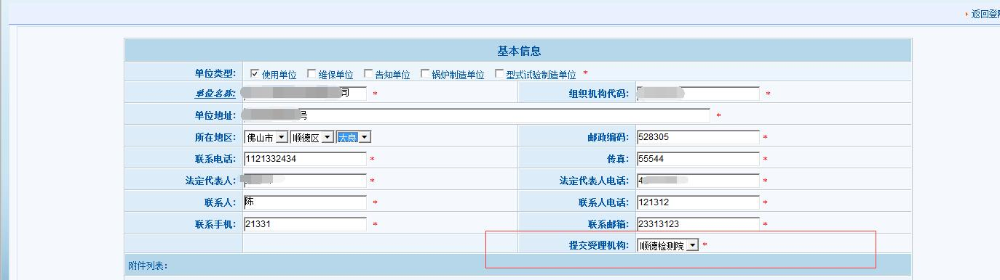 返回登
基本信息
单位类型： 使用单位 维保单位 告知单位 锅炉制造单位 型式试验制造单位 *
单位名称： 司 * 组织机构代码： *
单位地址： 号 *
所在地区： 佛山市 顺德区 大良 邮政编码： 528305 *
联系电话： 1121332434 * 传真： 55544 *
法定代表人： * 法定代表人电话： 4 *
联系人： 陈 * 联系人电话： 121312 *
联系手机： 21331 * 联系邮箱： 23313123 *
提交受理机构： 顺德检测院 *
附件列表：